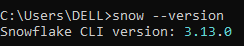 C:\Users\DELL>snow --version
Snowflake CLI version: 3.13.0